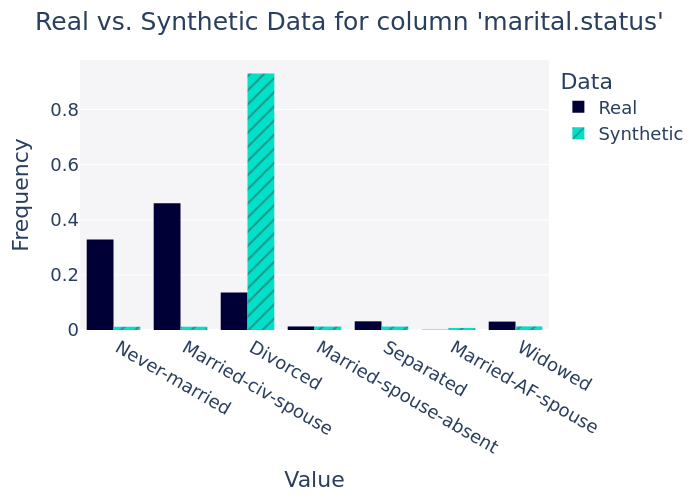 Real vs. Synthetic Data for column 'marital.status'
Data
Real
Synthetic
Frequency
0.8
0.6
0.4
0.2
0
Never-married
Married-civ-spouse
Divorced
Married-spouse-absent
Separated
Married-AF-spouse
Widowed
Value